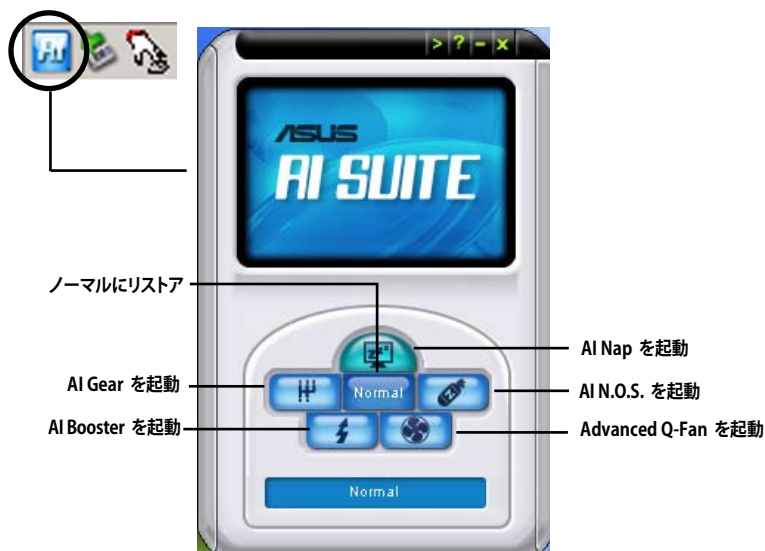 Ai
> ? - x
ASUS
AI SUITE
ノーマルにリストア
AI Nap を起動
AI Gear を起動
Normal
AI N.O.S. を起動
AI Booster を起動
Advanced Q-Fan を起動
Normal